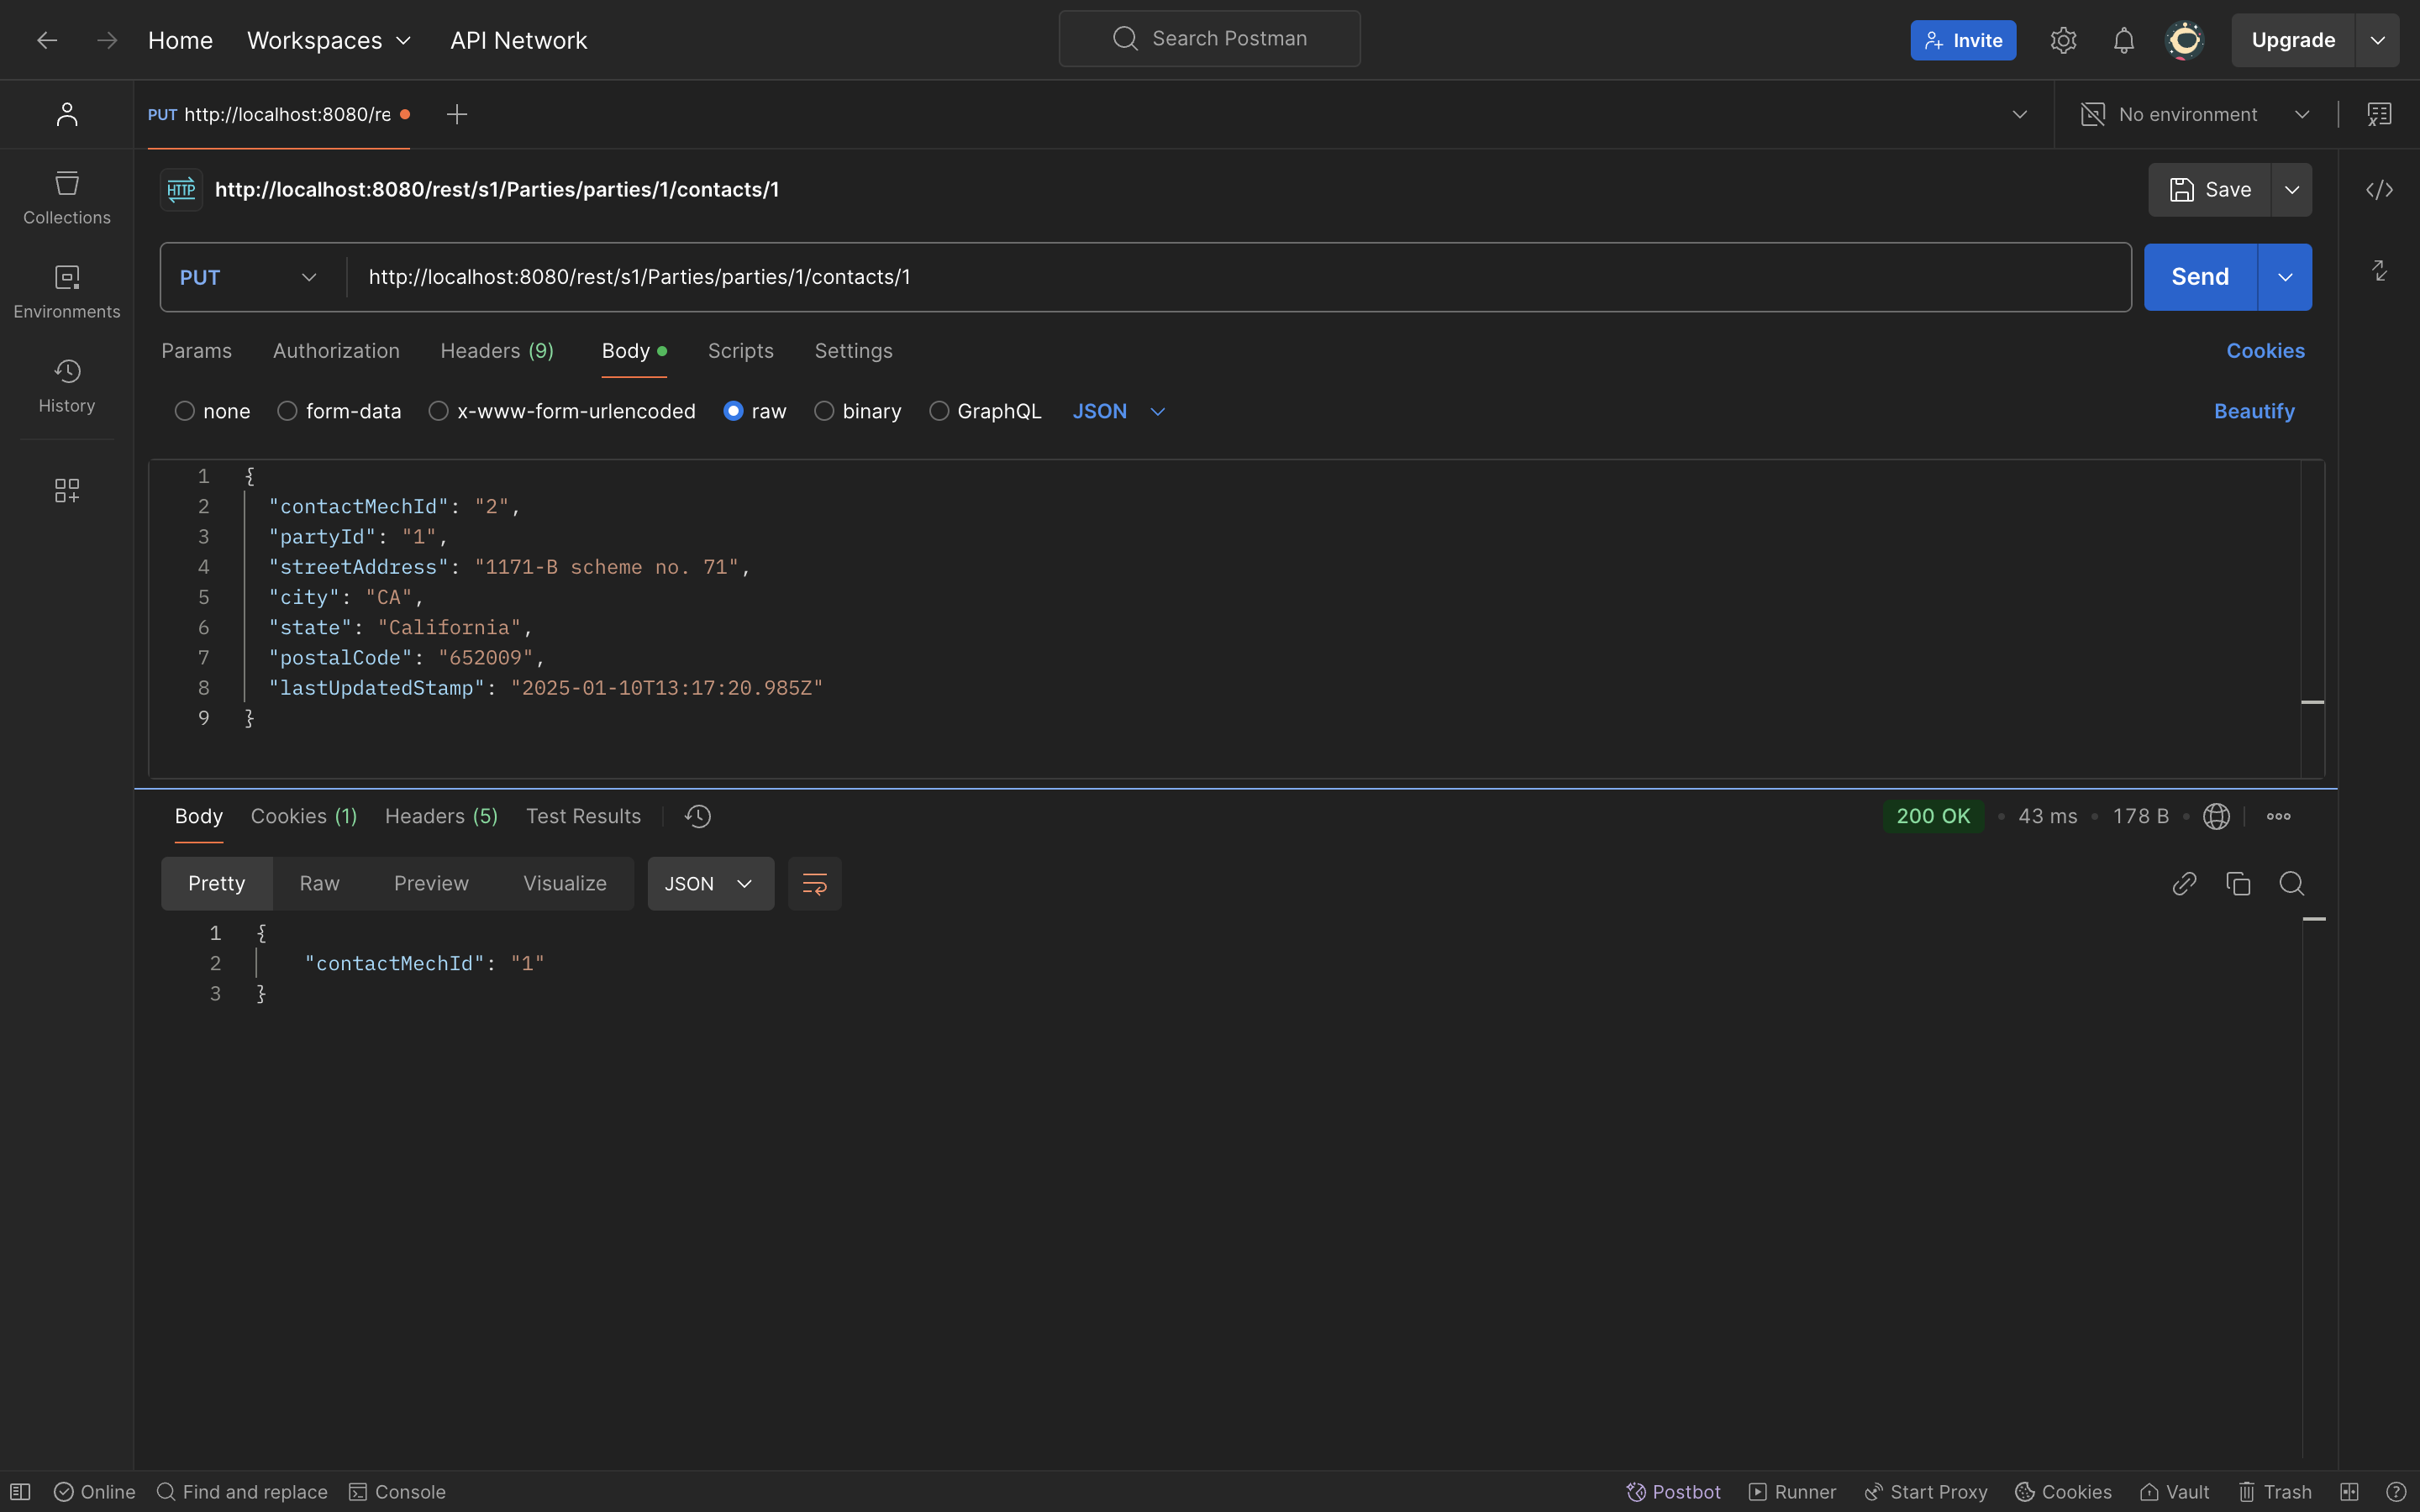 Home Workspaces API Network Search Postman Invite Upgrade
PUT http://localhost:8080/re No environment
HTTP http://localhost:8080/rest/s1/Parties/parties/1/contacts/1 Save
Collections
PUT http://localhost:8080/rest/s1/Parties/parties/1/contacts/1 Send
Environments
Params Authorization Headers (9) Body Scripts Settings Cookies
History
none form-data x-www-form-urlencoded raw binary GraphQL JSON Beautify
1 {
2 "contactMechId": "2",
3 "partyId": "1",
4 "streetAddress": "1171-B scheme no. 71",
5 "city": "CA",
6 "state": "California",
7 "postalCode": "652009",
8 "lastUpdatedStamp": "2025-01-10T13:17:20.985Z"
9 }
Body Cookies (1) Headers (5) Test Results 200 OK • 43 ms • 178 B •
Pretty Raw Preview Visualize JSON
1 {
2 "contactMechId": "1"
3 }
Online Find and replace Console Postbot Runner Start Proxy Cookies Vault Trash